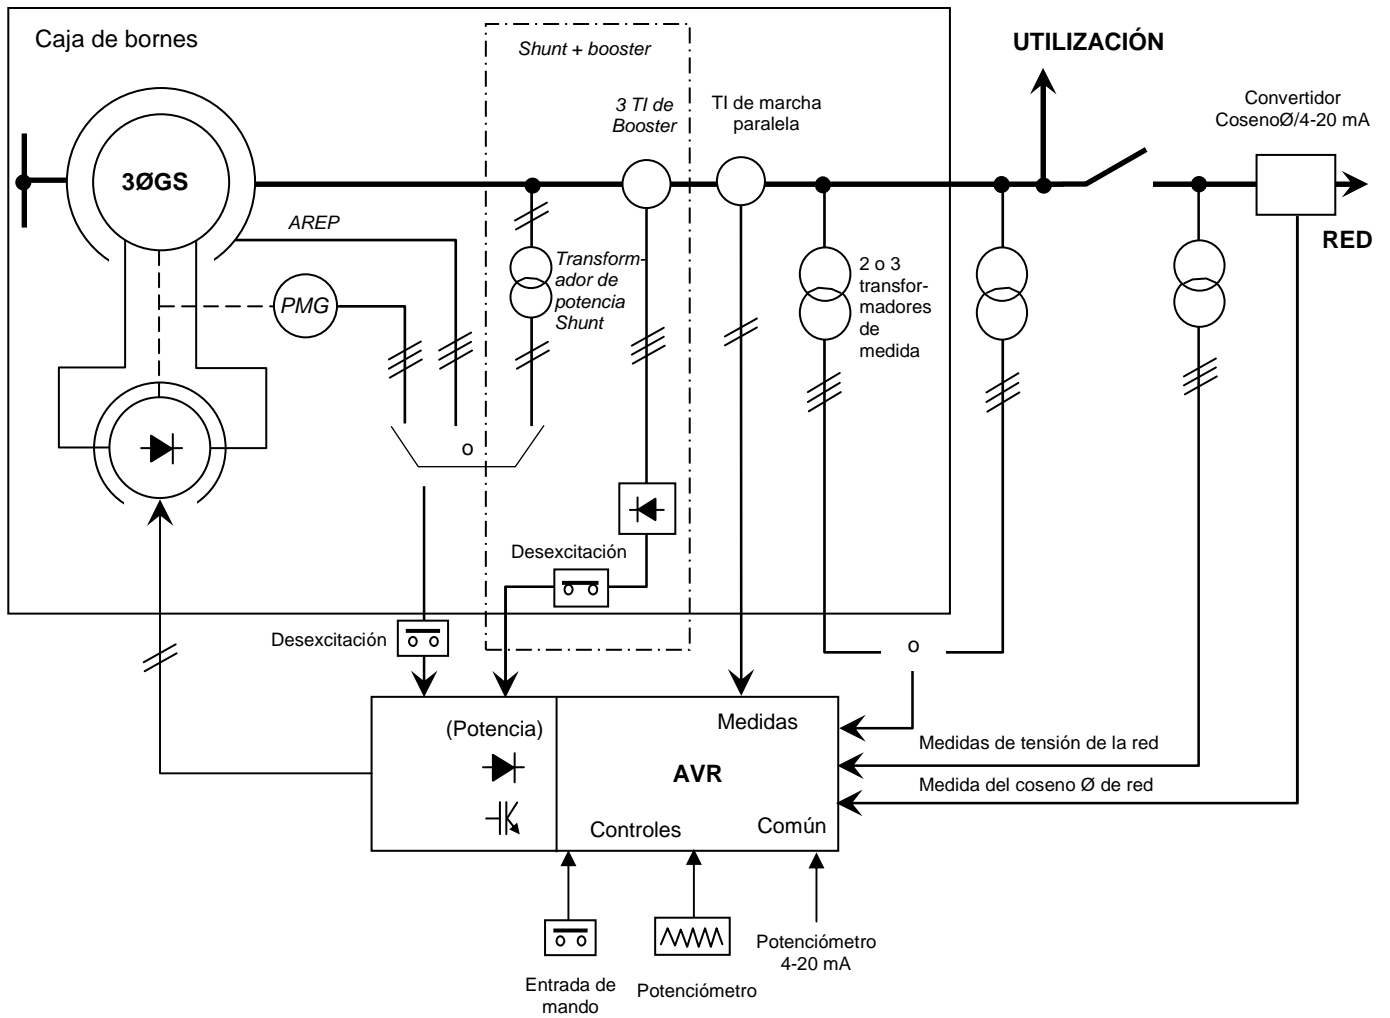 Caja de bornes
Shunt + booster
UTILIZACIÓN
3 TI de
Booster
TI de marcha
paralela
Convertidor
CosenoØ/4-20 mA
3ØGS
AREP
RED
PMG
Transform-
ador de
potencia
Shunt
2 o 3
transfor-
madores
de
medida
o
Desexcitación
Desexcitación
o
(Potencia)
Medidas
AVR
Controles
Común
Medidas de tensión de la red
Medida del coseno Ø de red
Entrada de
mando
Potenciómetro
Potenciómetro
4-20 mA